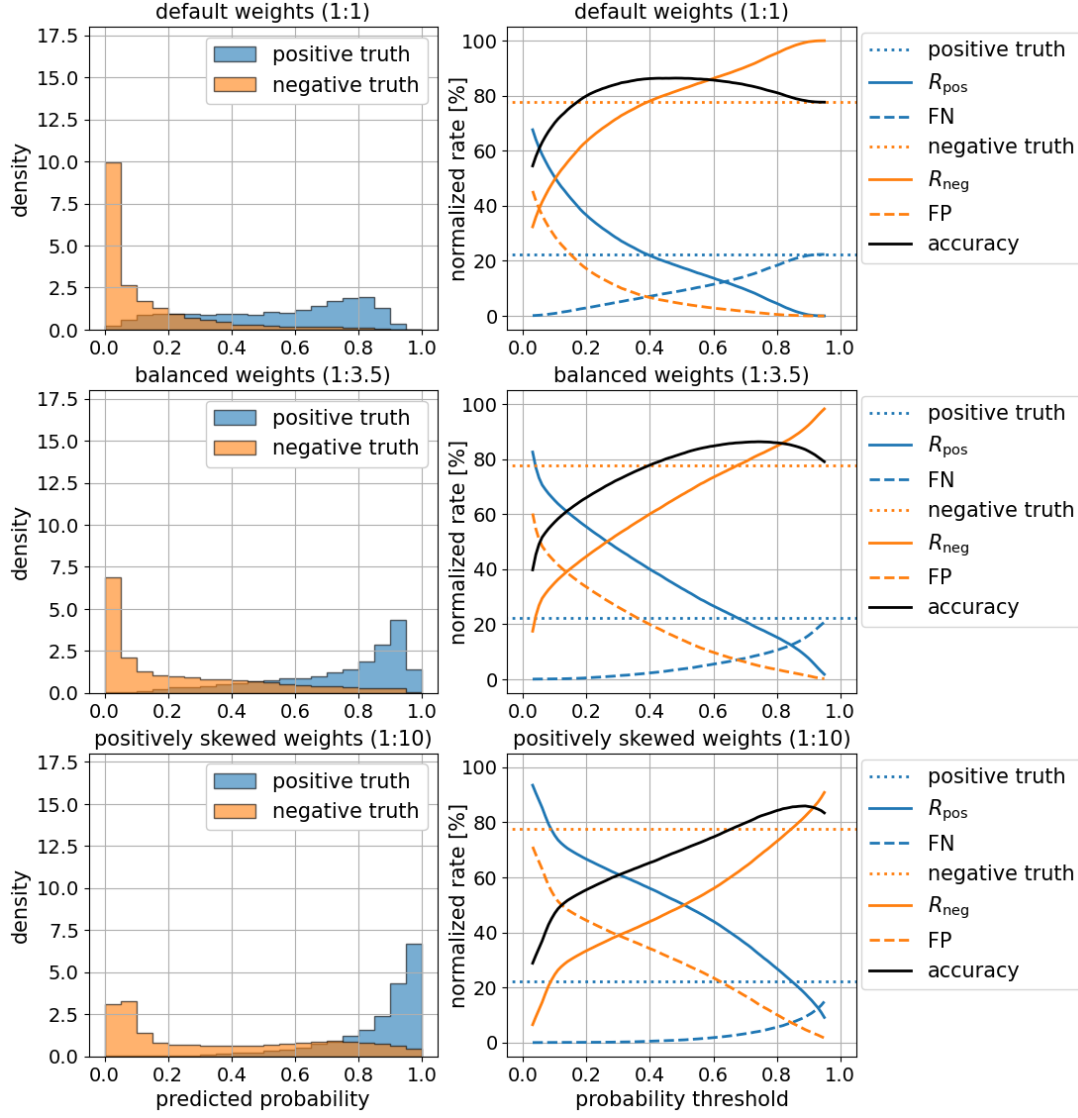 default weights (1:1)
17.5
15.0
12.5
10.0
7.5
5.0
2.5
0.0
density
positive truth
negative truth
0.0 0.2 0.4 0.6 0.8 1.0
default weights (1:1)
100
80
60
40
20
0
normalized rate [%]
0.0 0.2 0.4 0.6 0.8 1.0
positive truth
R_pos
FN
negative truth
R_neg
FP
accuracy
balanced weights (1:3.5)
17.5
15.0
12.5
10.0
7.5
5.0
2.5
0.0
density
positive truth
negative truth
0.0 0.2 0.4 0.6 0.8 1.0
balanced weights (1:3.5)
100
80
60
40
20
0
normalized rate [%]
0.0 0.2 0.4 0.6 0.8 1.0
positive truth
R_pos
FN
negative truth
R_neg
FP
accuracy
positively skewed weights (1:10)
17.5
15.0
12.5
10.0
7.5
5.0
2.5
0.0
density
positive truth
negative truth
0.0 0.2 0.4 0.6 0.8 1.0
predicted probability
positively skewed weights (1:10)
100
80
60
40
20
0
normalized rate [%]
0.0 0.2 0.4 0.6 0.8 1.0
probability threshold
positive truth
R_pos
FN
negative truth
R_neg
FP
accuracy